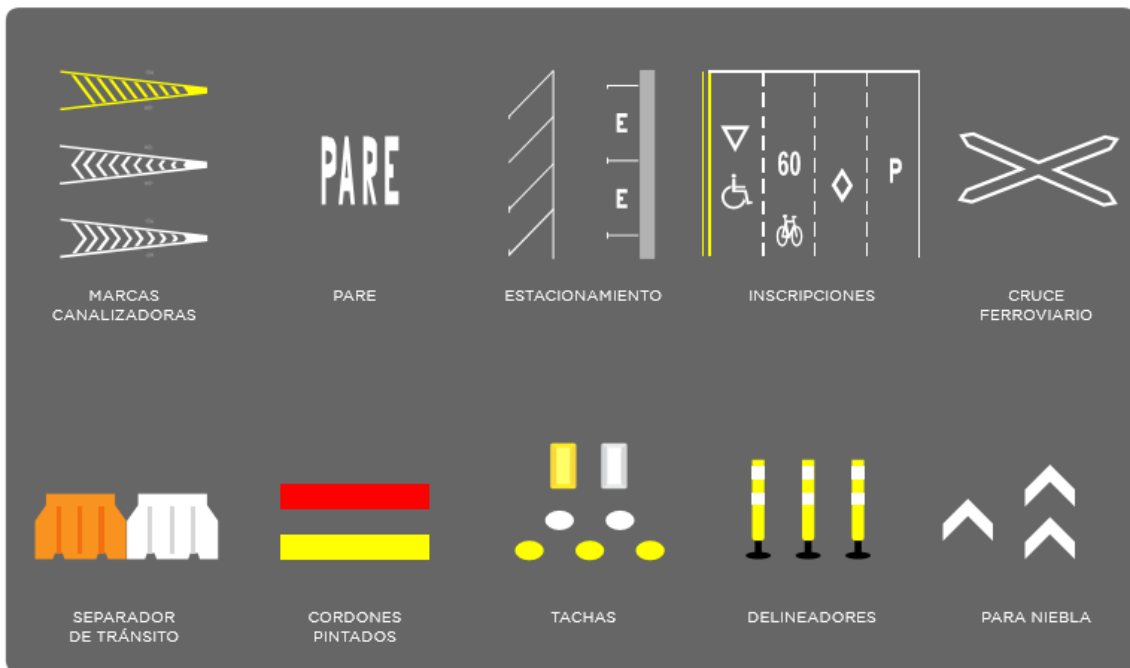 PARE
E
E
60
P
MARCAS
CANALIZADORAS
PARE
ESTACIONAMIENTO
INSCRIPCIONES
CRUCE
FERROVIARIO
SEPARADOR
DE TRÁNSITO
CORDONES
PINTADOS
TACHAS
DELINEADORES
PARA NIEBLA